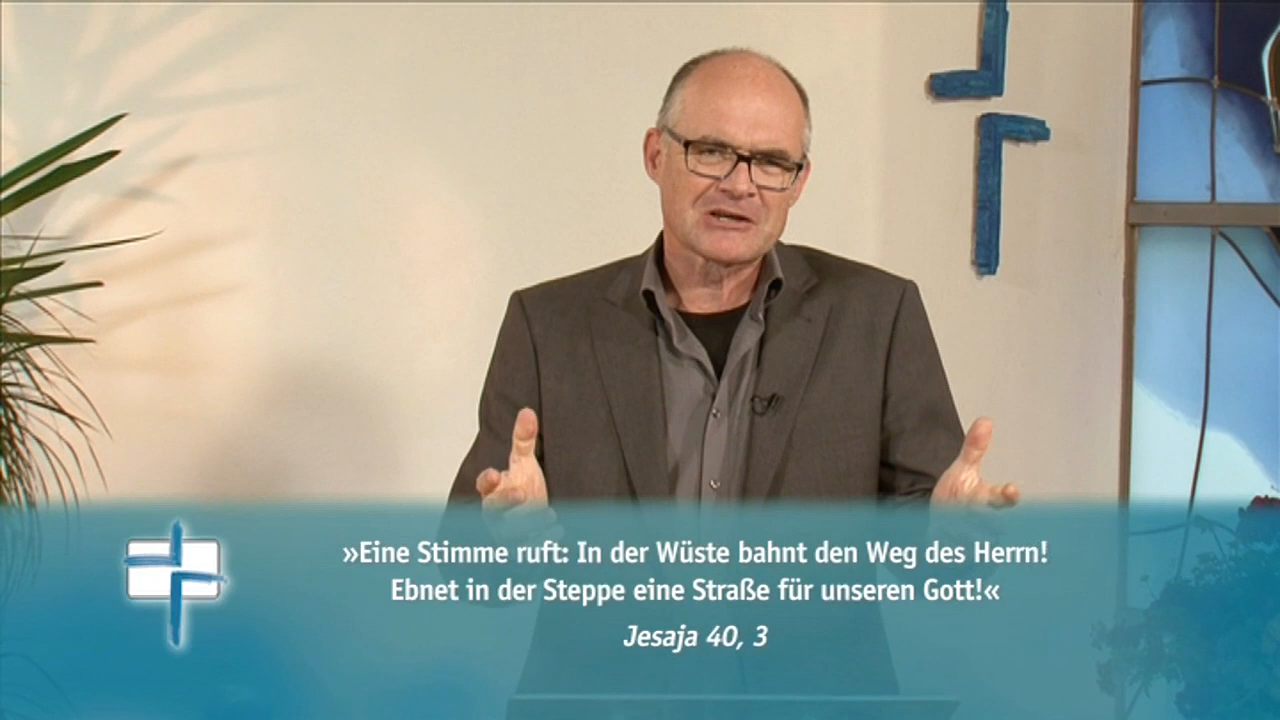 »Eine Stimme ruft: In der Wüste bahnt den Weg des Herrn!
Ebnet in der Steppe eine Straße für unseren Gott!«
Jesaja 40, 3